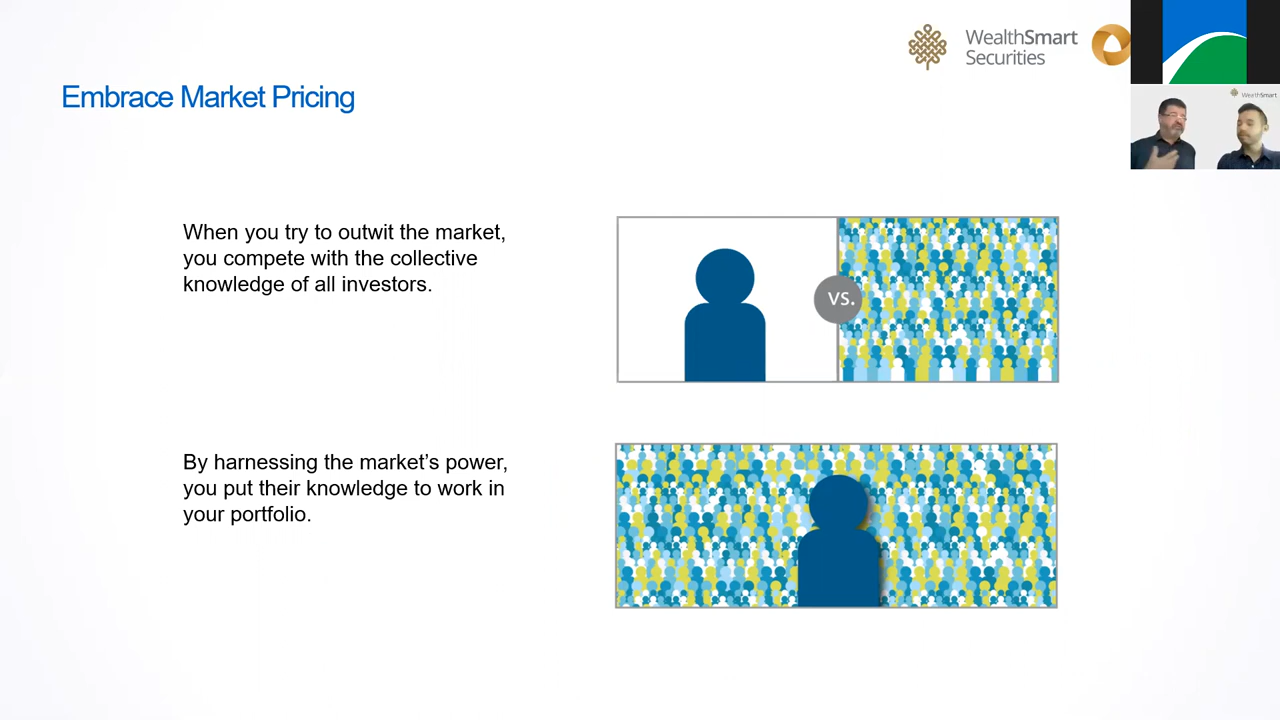 WealthSmart
Securities
WealthSmart
Embrace Market Pricing
When you try to outwit the market,
you compete with the collective
knowledge of all investors.
vs.
By harnessing the market’s power,
you put their knowledge to work in
your portfolio.